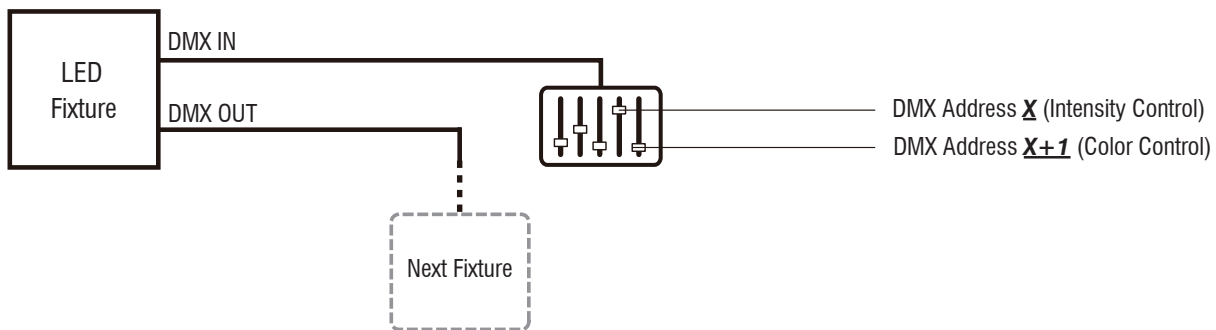 DMX IN
LED
Fixture
DMX OUT
DMX Address X (Intensity Control)
DMX Address X+1 (Color Control)
Next Fixture